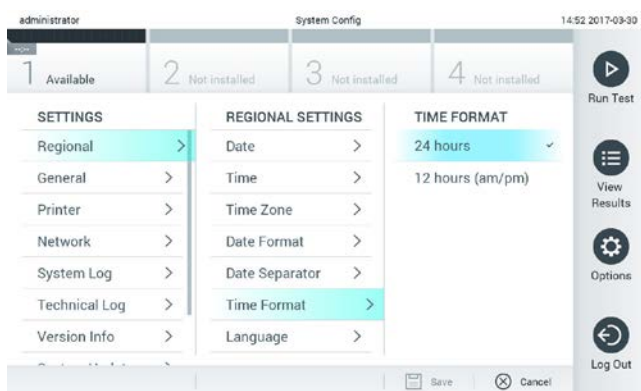 administrator System Config 14:52 2017-03-30
--:--
1 Available 2 Not installed 3 Not installed 4 Not installed
Run Test
SETTINGS REGIONAL SETTINGS TIME FORMAT
Regional Date 24 hours
General Time 12 hours (am/pm)
View
Results
Printer Time Zone
Network Date Format
System Log Date Separator
Options
Technical Log Time Format
Version Info Language
Save Cancel
Log Out